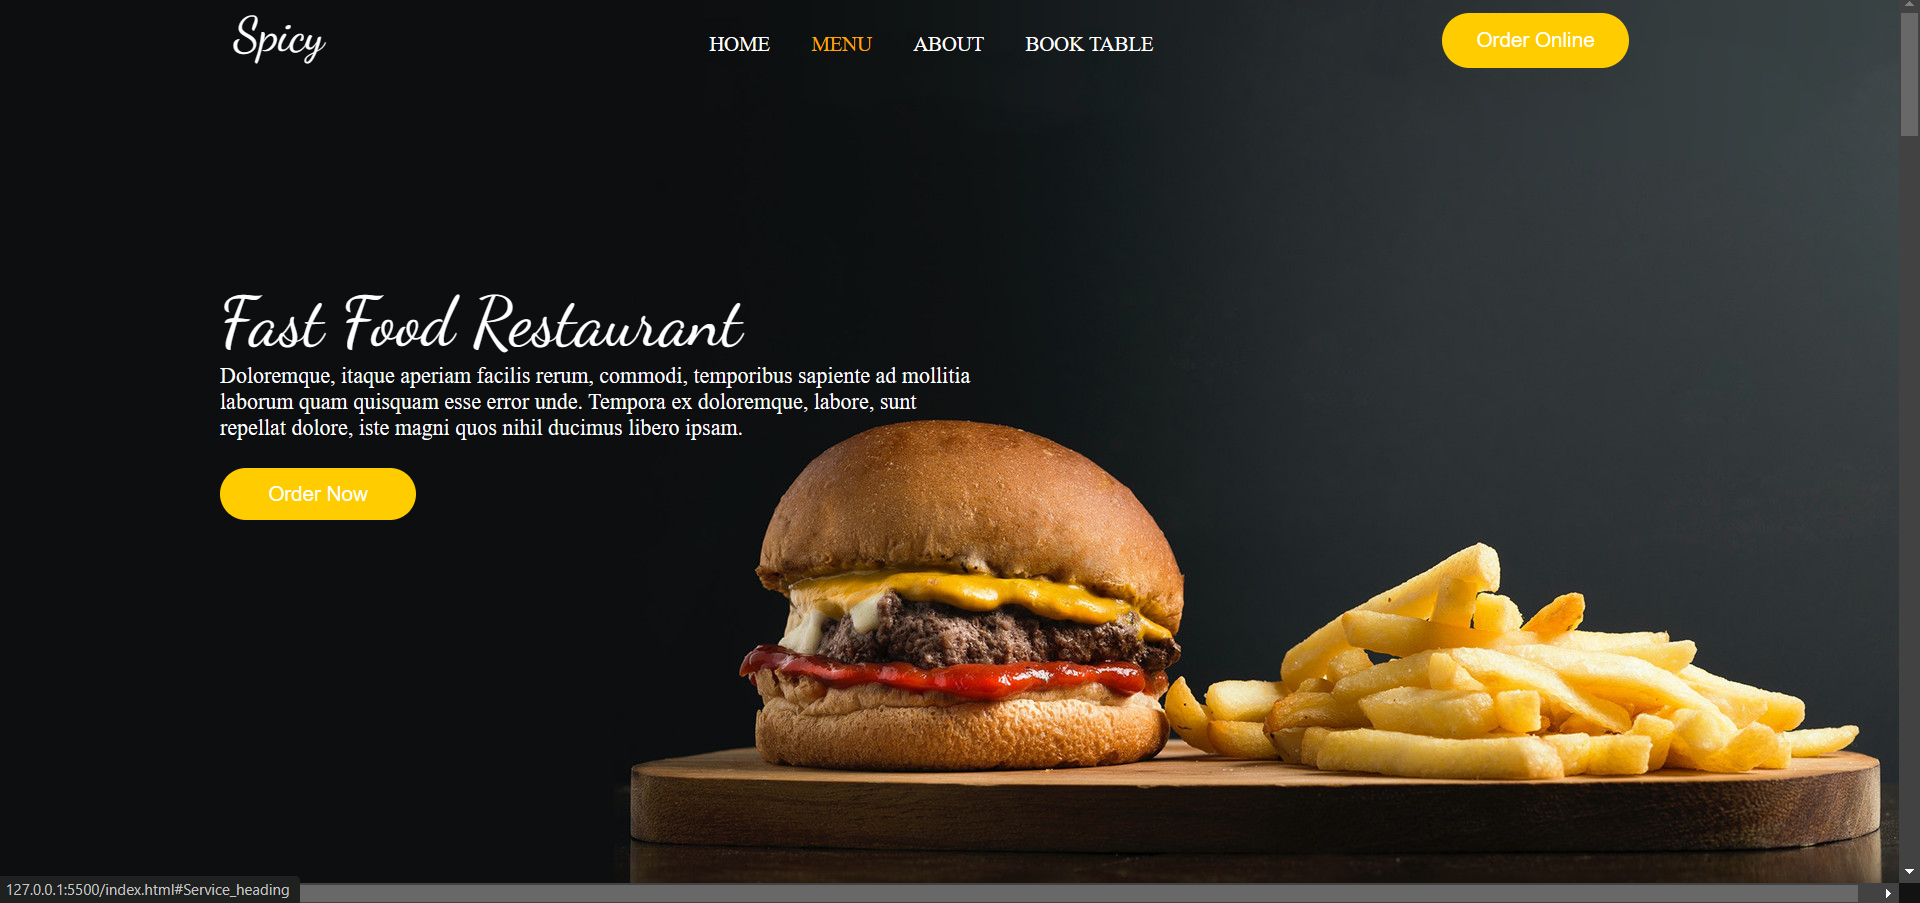 Spicy
HOME MENU ABOUT BOOK TABLE
Order Online
Fast Food Restaurant
Doloremque, itaque aperiam facilis rerum, commodi, temporibus sapiente ad mollitia
laborum quam quisquam esse error unde. Tempora ex doloremque, labore, sunt
repellat dolore, iste magni quos nihil ducimus libero ipsam.
Order Now
127.0.0.1:5500/index.html#Service_heading